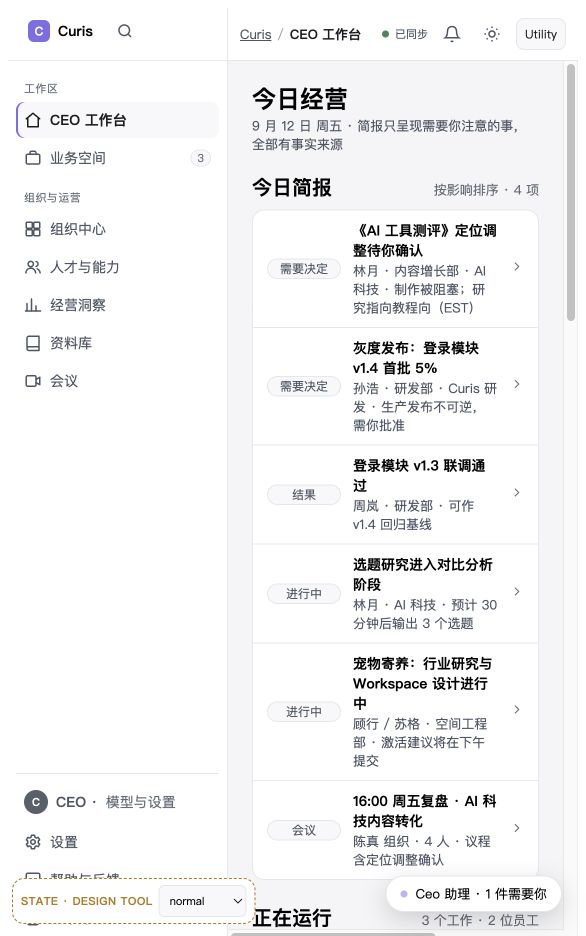 C Curis
Curis / CEO 工作台
已同步
Utility
工作区
CEO 工作台
业务空间 3
组织与运营
组织中心
人才与能力
经营洞察
资料库
会议
C CEO · 模型与设置
设置
STATE · DESIGN TOOL normal
今日经营
9 月 12 日 周五 · 简报只呈现需要你注意的事，
全部有事实来源
今日简报
按影响排序 · 4 项
需要决定
《AI 工具测评》定位调
整待你确认
林月 · 内容增长部 · AI
科技 · 制作被阻塞；研
究指向教程向（EST）
需要决定
灰度发布：登录模块
v1.4 首批 5%
孙浩 · 研发部 · Curis 研
发 · 生产发布不可逆，
需你批准
结果
登录模块 v1.3 联调通
过
周岚 · 研发部 · 可作
v1.4 回归基线
进行中
选题研究进入对比分析
阶段
林月 · AI 科技 · 预计 30
分钟后输出 3 个选题
进行中
宠物寄养：行业研究与
Workspace 设计进行
中
顾行 / 苏格 · 空间工程
部 · 激活建议将在下午
提交
会议
16:00 周五复盘 · AI 科
技内容转化
陈真 组织 · 4 人 · 议程
含定位调整确认
Ceo 助理 · 1 件需要你
正在运行
3 个工作 · 2 位员工